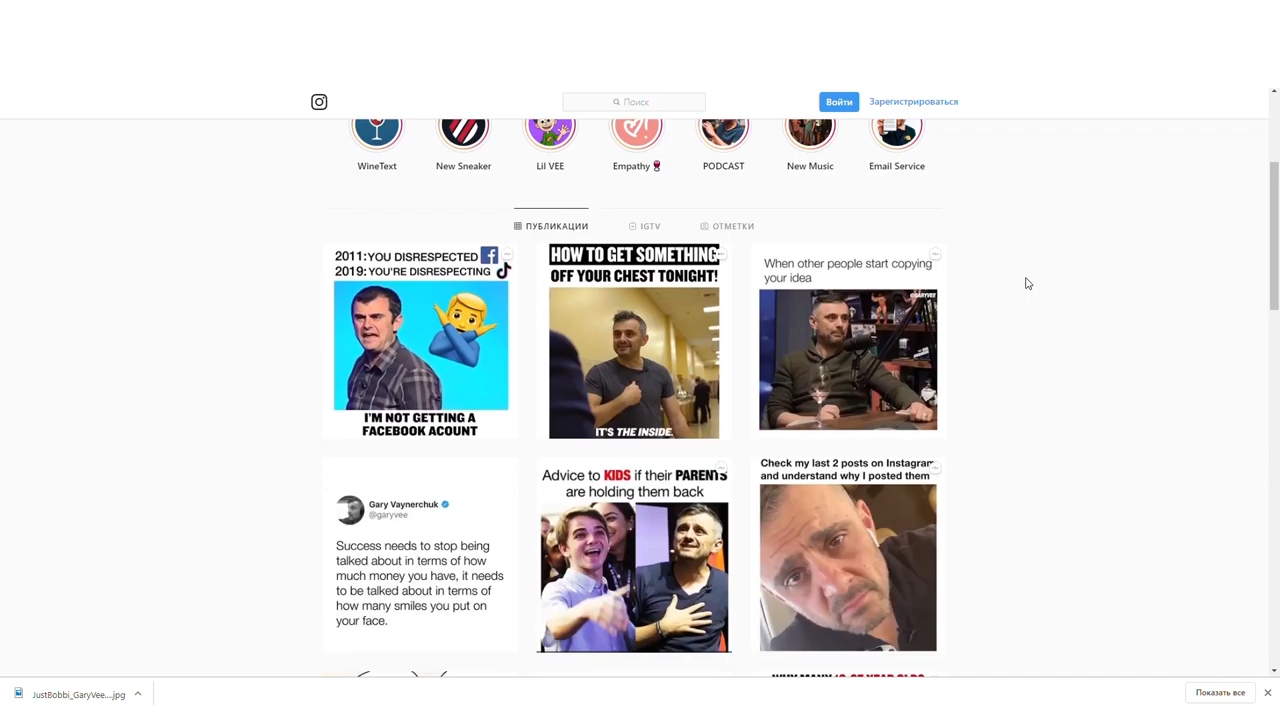 Поиск
Войти
Зарегистрироваться
WineText
New Sneaker
Lil VEE
Empathy
PODCAST
New Music
Email Service
ПУБЛИКАЦИИ
IGTV
ОТМЕТКИ
2011: YOU DISRESPECTED
2019: YOU'RE DISRESPECTING
I'M NOT GETTING A
FACEBOOK ACOUNT
HOW TO GET SOMETHING
OFF YOUR CHEST TONIGHT!
IT'S THE INSIDE.
When other people start copying
your idea
@GARYVEE
Gary Vaynerchuk
@garyvee
Success needs to stop being
talked about in terms of how
much money you have, it needs
to be talked about in terms of
how many smiles you put on
your face.
Advice to KIDS if their PARENTS
are holding them back
Check my last 2 posts on Instagram
and understand why I posted them
JustBobbi_GaryVee....jpg
Показать все